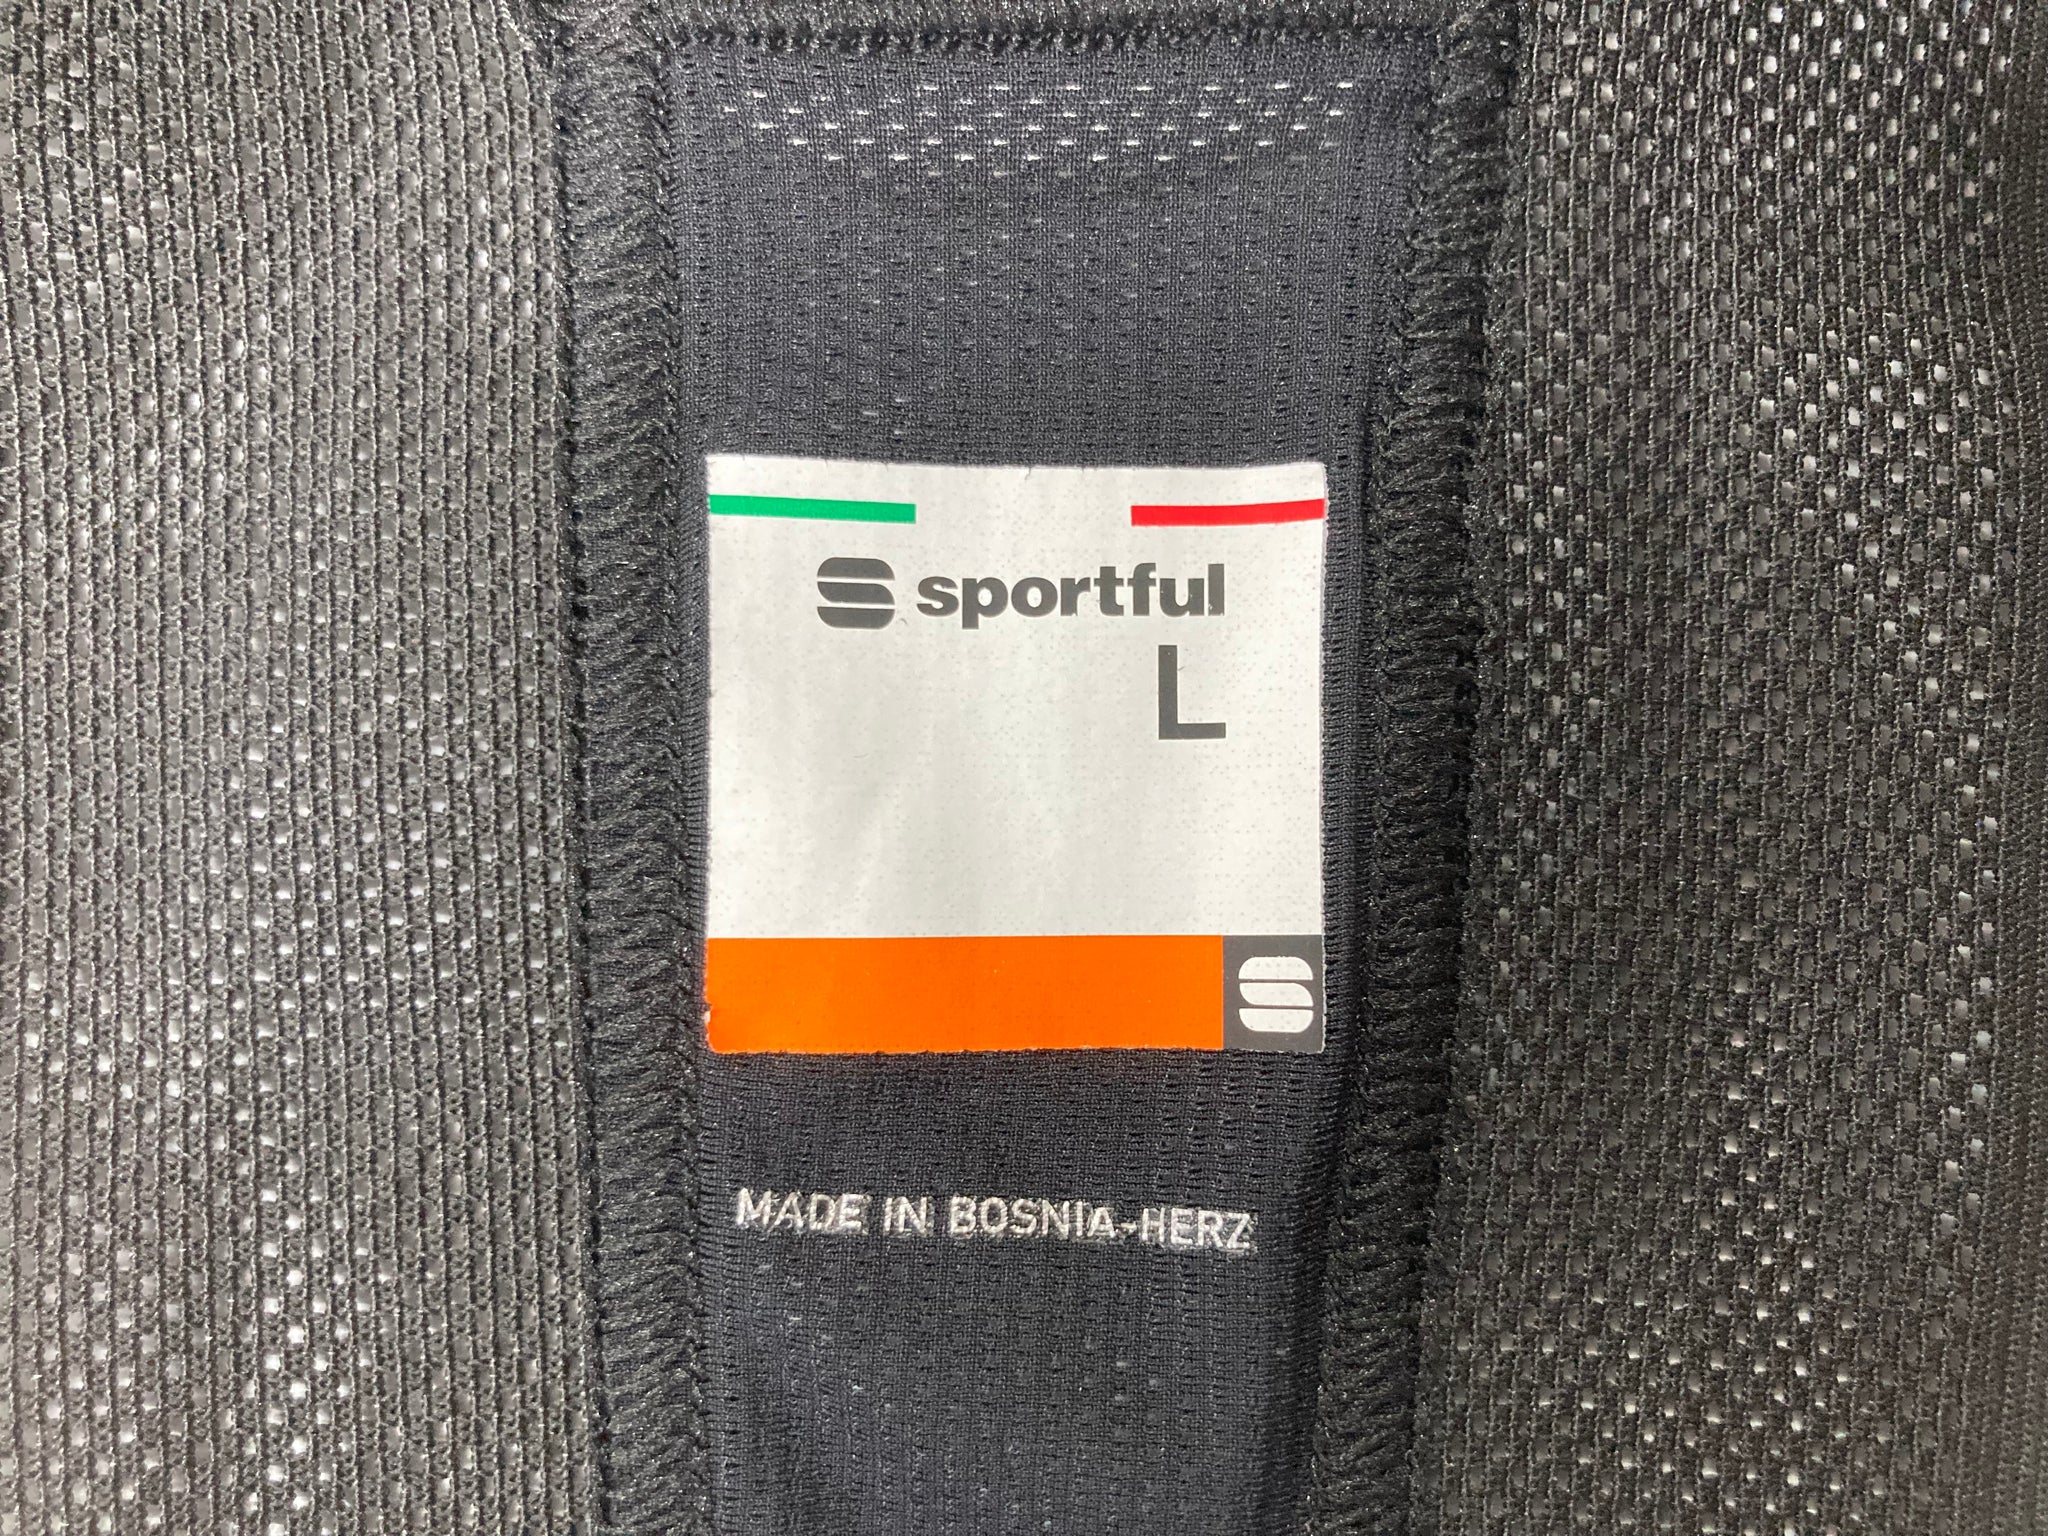 sportful
L
MADE IN BOSNIA-HERZ